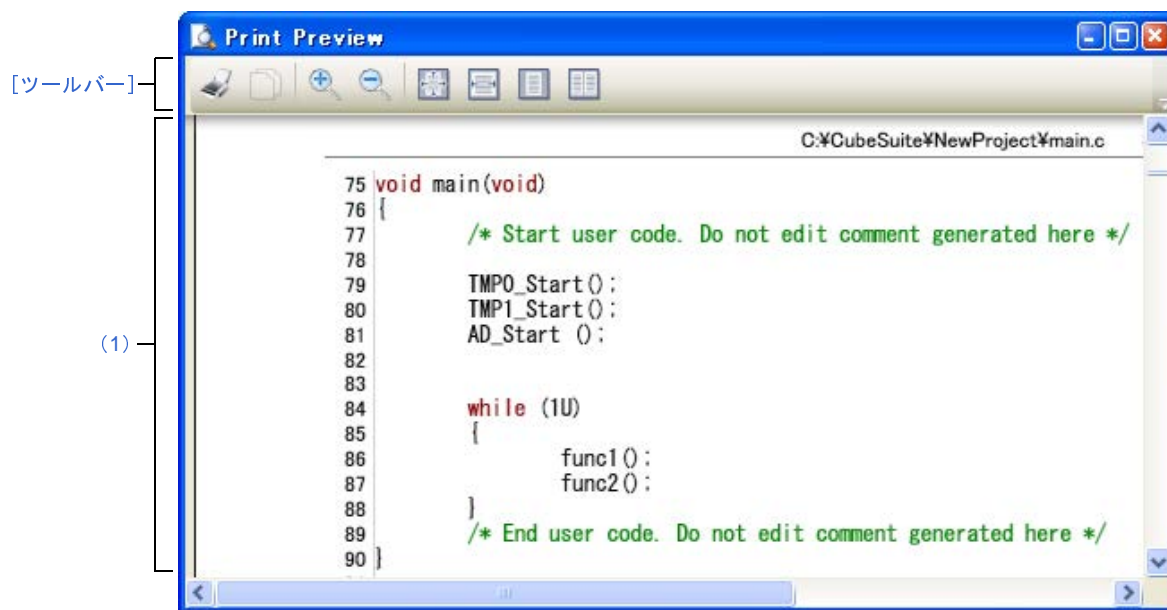 Print Preview
[ツールバー]
C:¥CubeSuite¥NewProject¥main.c
75 void main(void)
76 {
77 /* Start user code. Do not edit comment generated here */
78
79 TMP0_Start();
80 TMP1_Start();
81 AD_Start ();
82
83
84 while (1U)
85 {
86 func1();
87 func2();
88 }
89 /* End user code. Do not edit comment generated here */
90 }
(1)